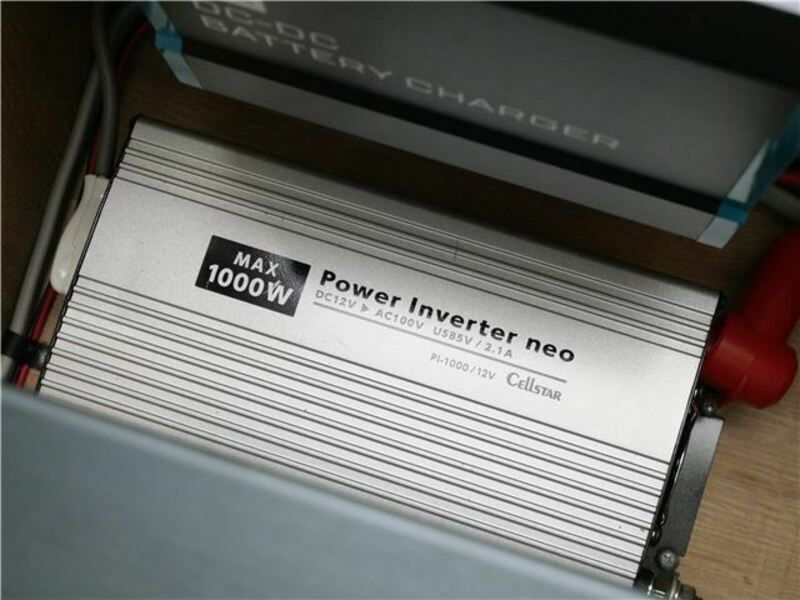 DC-DC
BATTERY CHARGER
MAX
1000W
Power Inverter neo
DC12V ▶ AC100V USB5V / 2.1A
PI-1000/12V CELLSTAR